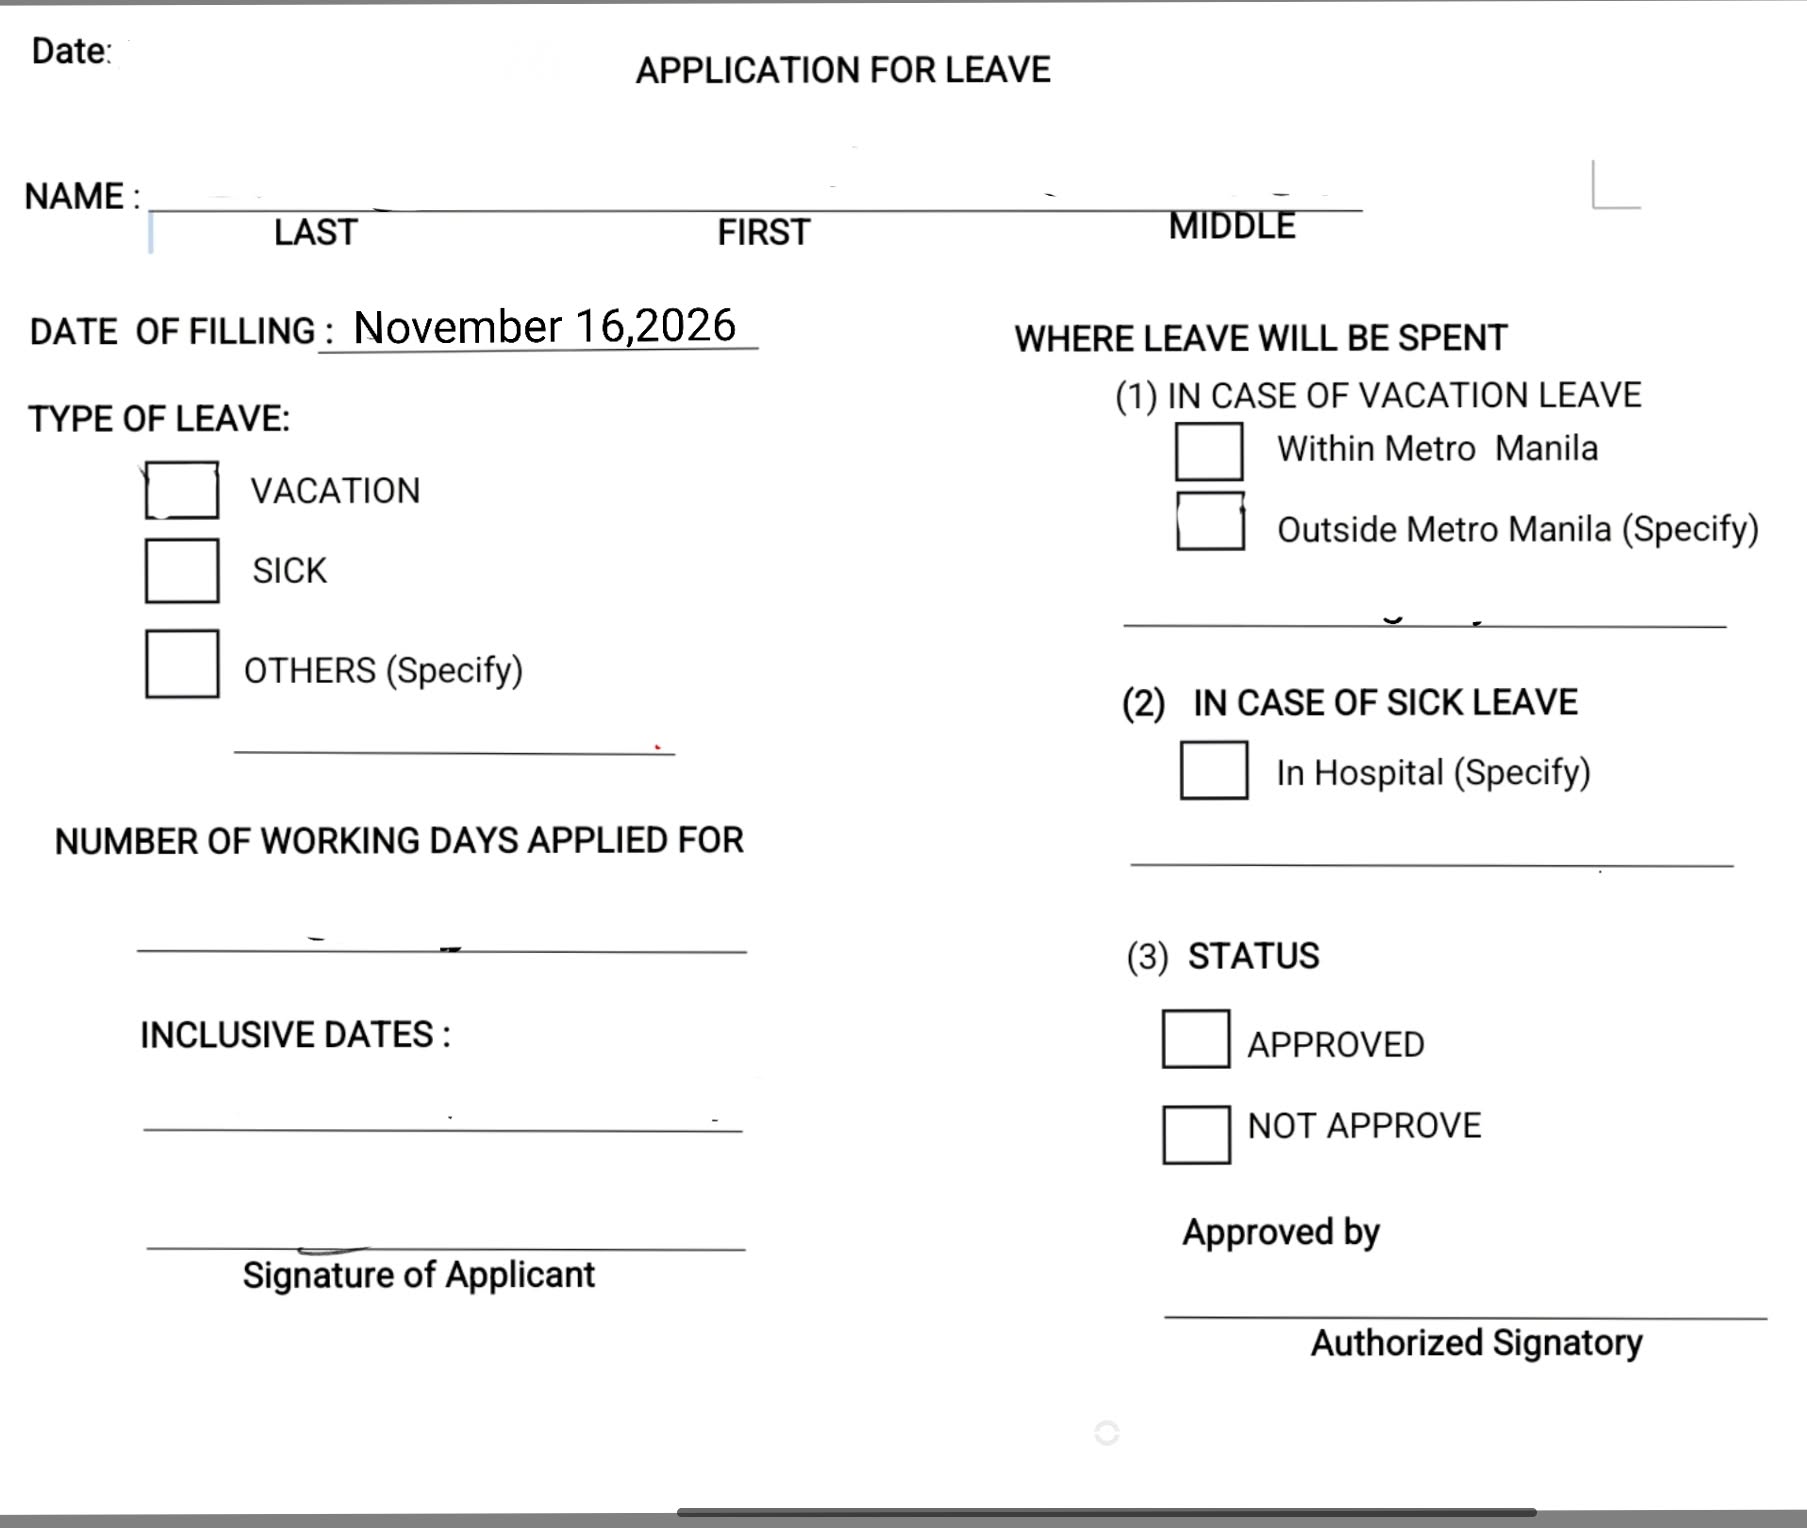 Date:
APPLICATION FOR LEAVE
NAME :
LAST FIRST MIDDLE
DATE OF FILLING : November 16,2026
TYPE OF LEAVE:
VACATION
SICK
OTHERS (Specify)
NUMBER OF WORKING DAYS APPLIED FOR
INCLUSIVE DATES :
Signature of Applicant
WHERE LEAVE WILL BE SPENT
(1) IN CASE OF VACATION LEAVE
Within Metro Manila
Outside Metro Manila (Specify)
(2) IN CASE OF SICK LEAVE
In Hospital (Specify)
(3) STATUS
APPROVED
NOT APPROVE
Approved by
Authorized Signatory